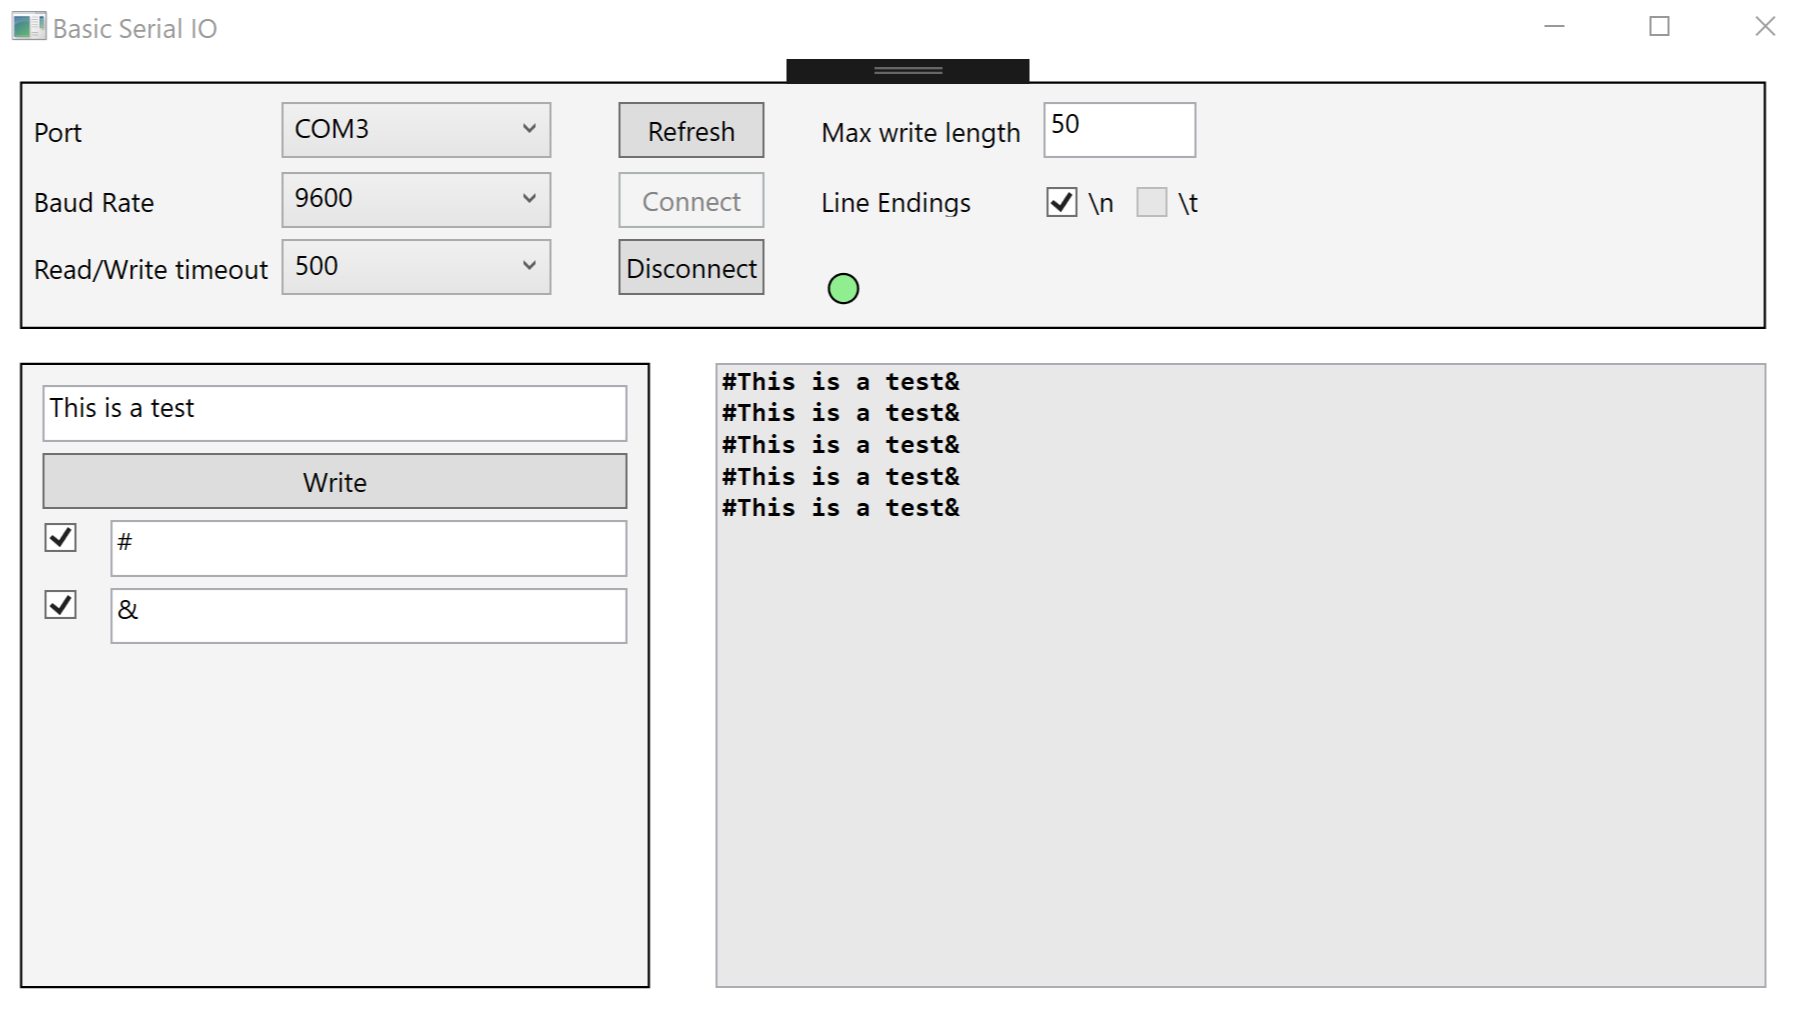 Basic Serial IO
Port COM3 Refresh Max write length 50
Baud Rate 9600 Connect Line Endings \n \t
Read/Write timeout 500 Disconnect
This is a test
Write
#
&
#This is a test&
#This is a test&
#This is a test&
#This is a test&
#This is a test&